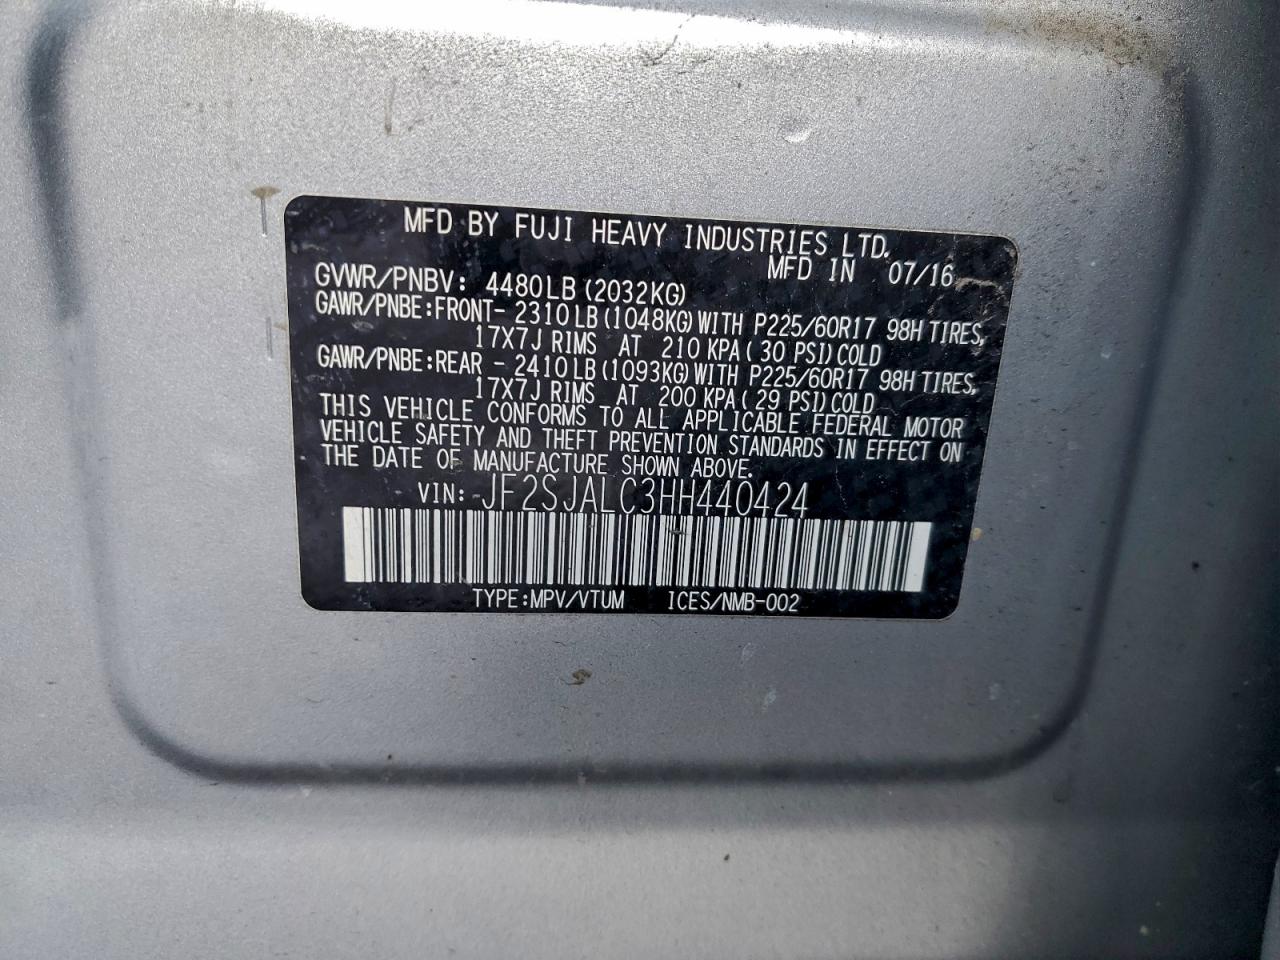 MFD BY FUJI HEAVY INDUSTRIES LTD.
MFD IN 07/16
GVWR/PNBV: 4480LB(2032KG)
GAWR/PNBE:FRONT- 2310LB(1048KG)WITH P225/60R17 98H TIRES,
17X7J RIMS AT 210 KPA(30 PSI)COLD
GAWR/PNBE:REAR - 2410LB(1093KG)WITH P225/60R17 98H TIRES,
17X7J RIMS AT 200 KPA(29 PSI)COLD
THIS VEHICLE CONFORMS TO ALL APPLICABLE FEDERAL MOTOR
VEHICLE SAFETY AND THEFT PREVENTION STANDARDS IN EFFECT ON
THE DATE OF MANUFACTURE SHOWN ABOVE.
VIN: JF2SJALC3HH440424
TYPE:MPV/VTUM ICES/NMB-002